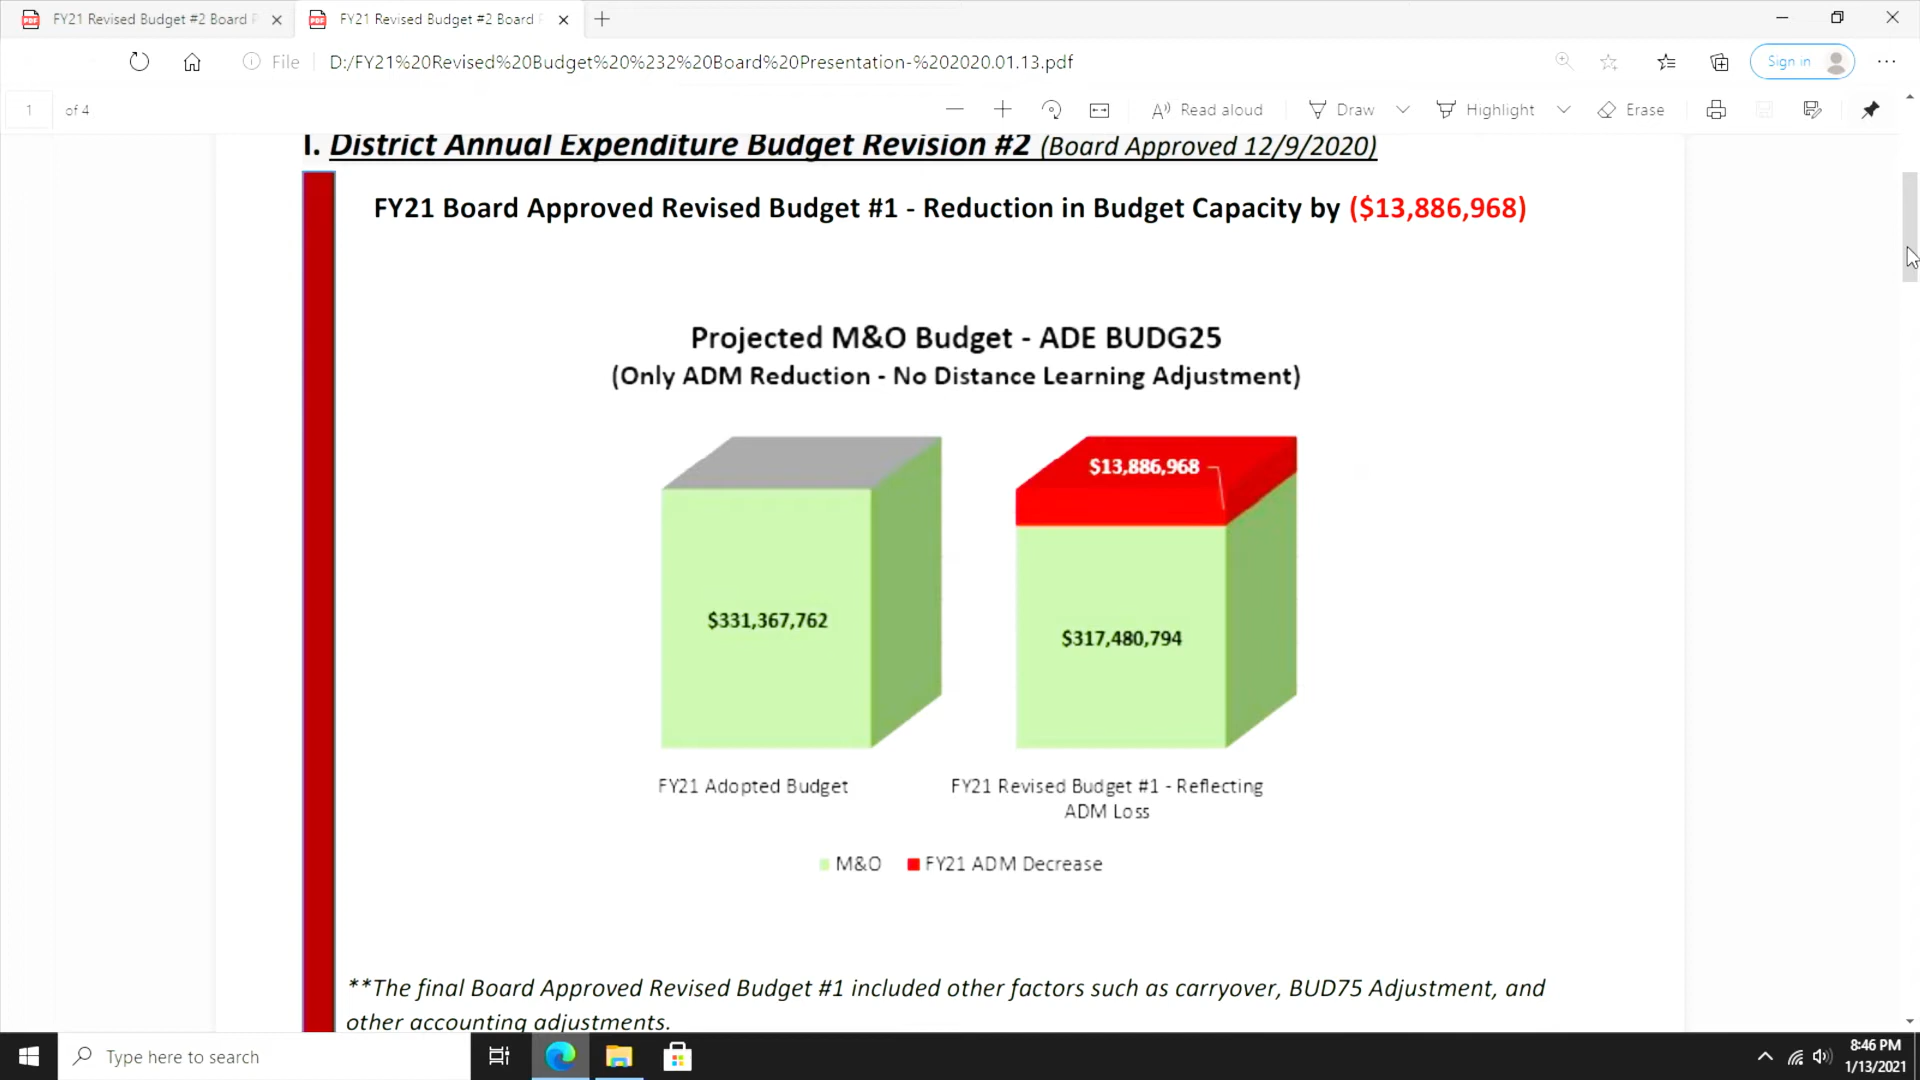 FY21 Revised Budget #2 Board
FY21 Revised Budget #2 Board
File
D:/FY21%20Revised%20Budget%20%232%20Board%20Presentation-%202020.01.13.pdf
Sign in
1 of 4
Read aloud
Draw
Highlight
Erase
I. District Annual Expenditure Budget Revision #2 (Board Approved 12/9/2020)
FY21 Board Approved Revised Budget #1 - Reduction in Budget Capacity by ($13,886,968)
Projected M&O Budget - ADE BUDG25
(Only ADM Reduction - No Distance Learning Adjustment)
$13,886,968
$331,367,762
$317,480,794
FY21 Adopted Budget
FY21 Revised Budget #1 - Reflecting
ADM Loss
M&O
FY21 ADM Decrease
**The final Board Approved Revised Budget #1 included other factors such as carryover, BUD75 Adjustment, and
other accounting adjustments.
Type here to search
8:46 PM
1/13/2021